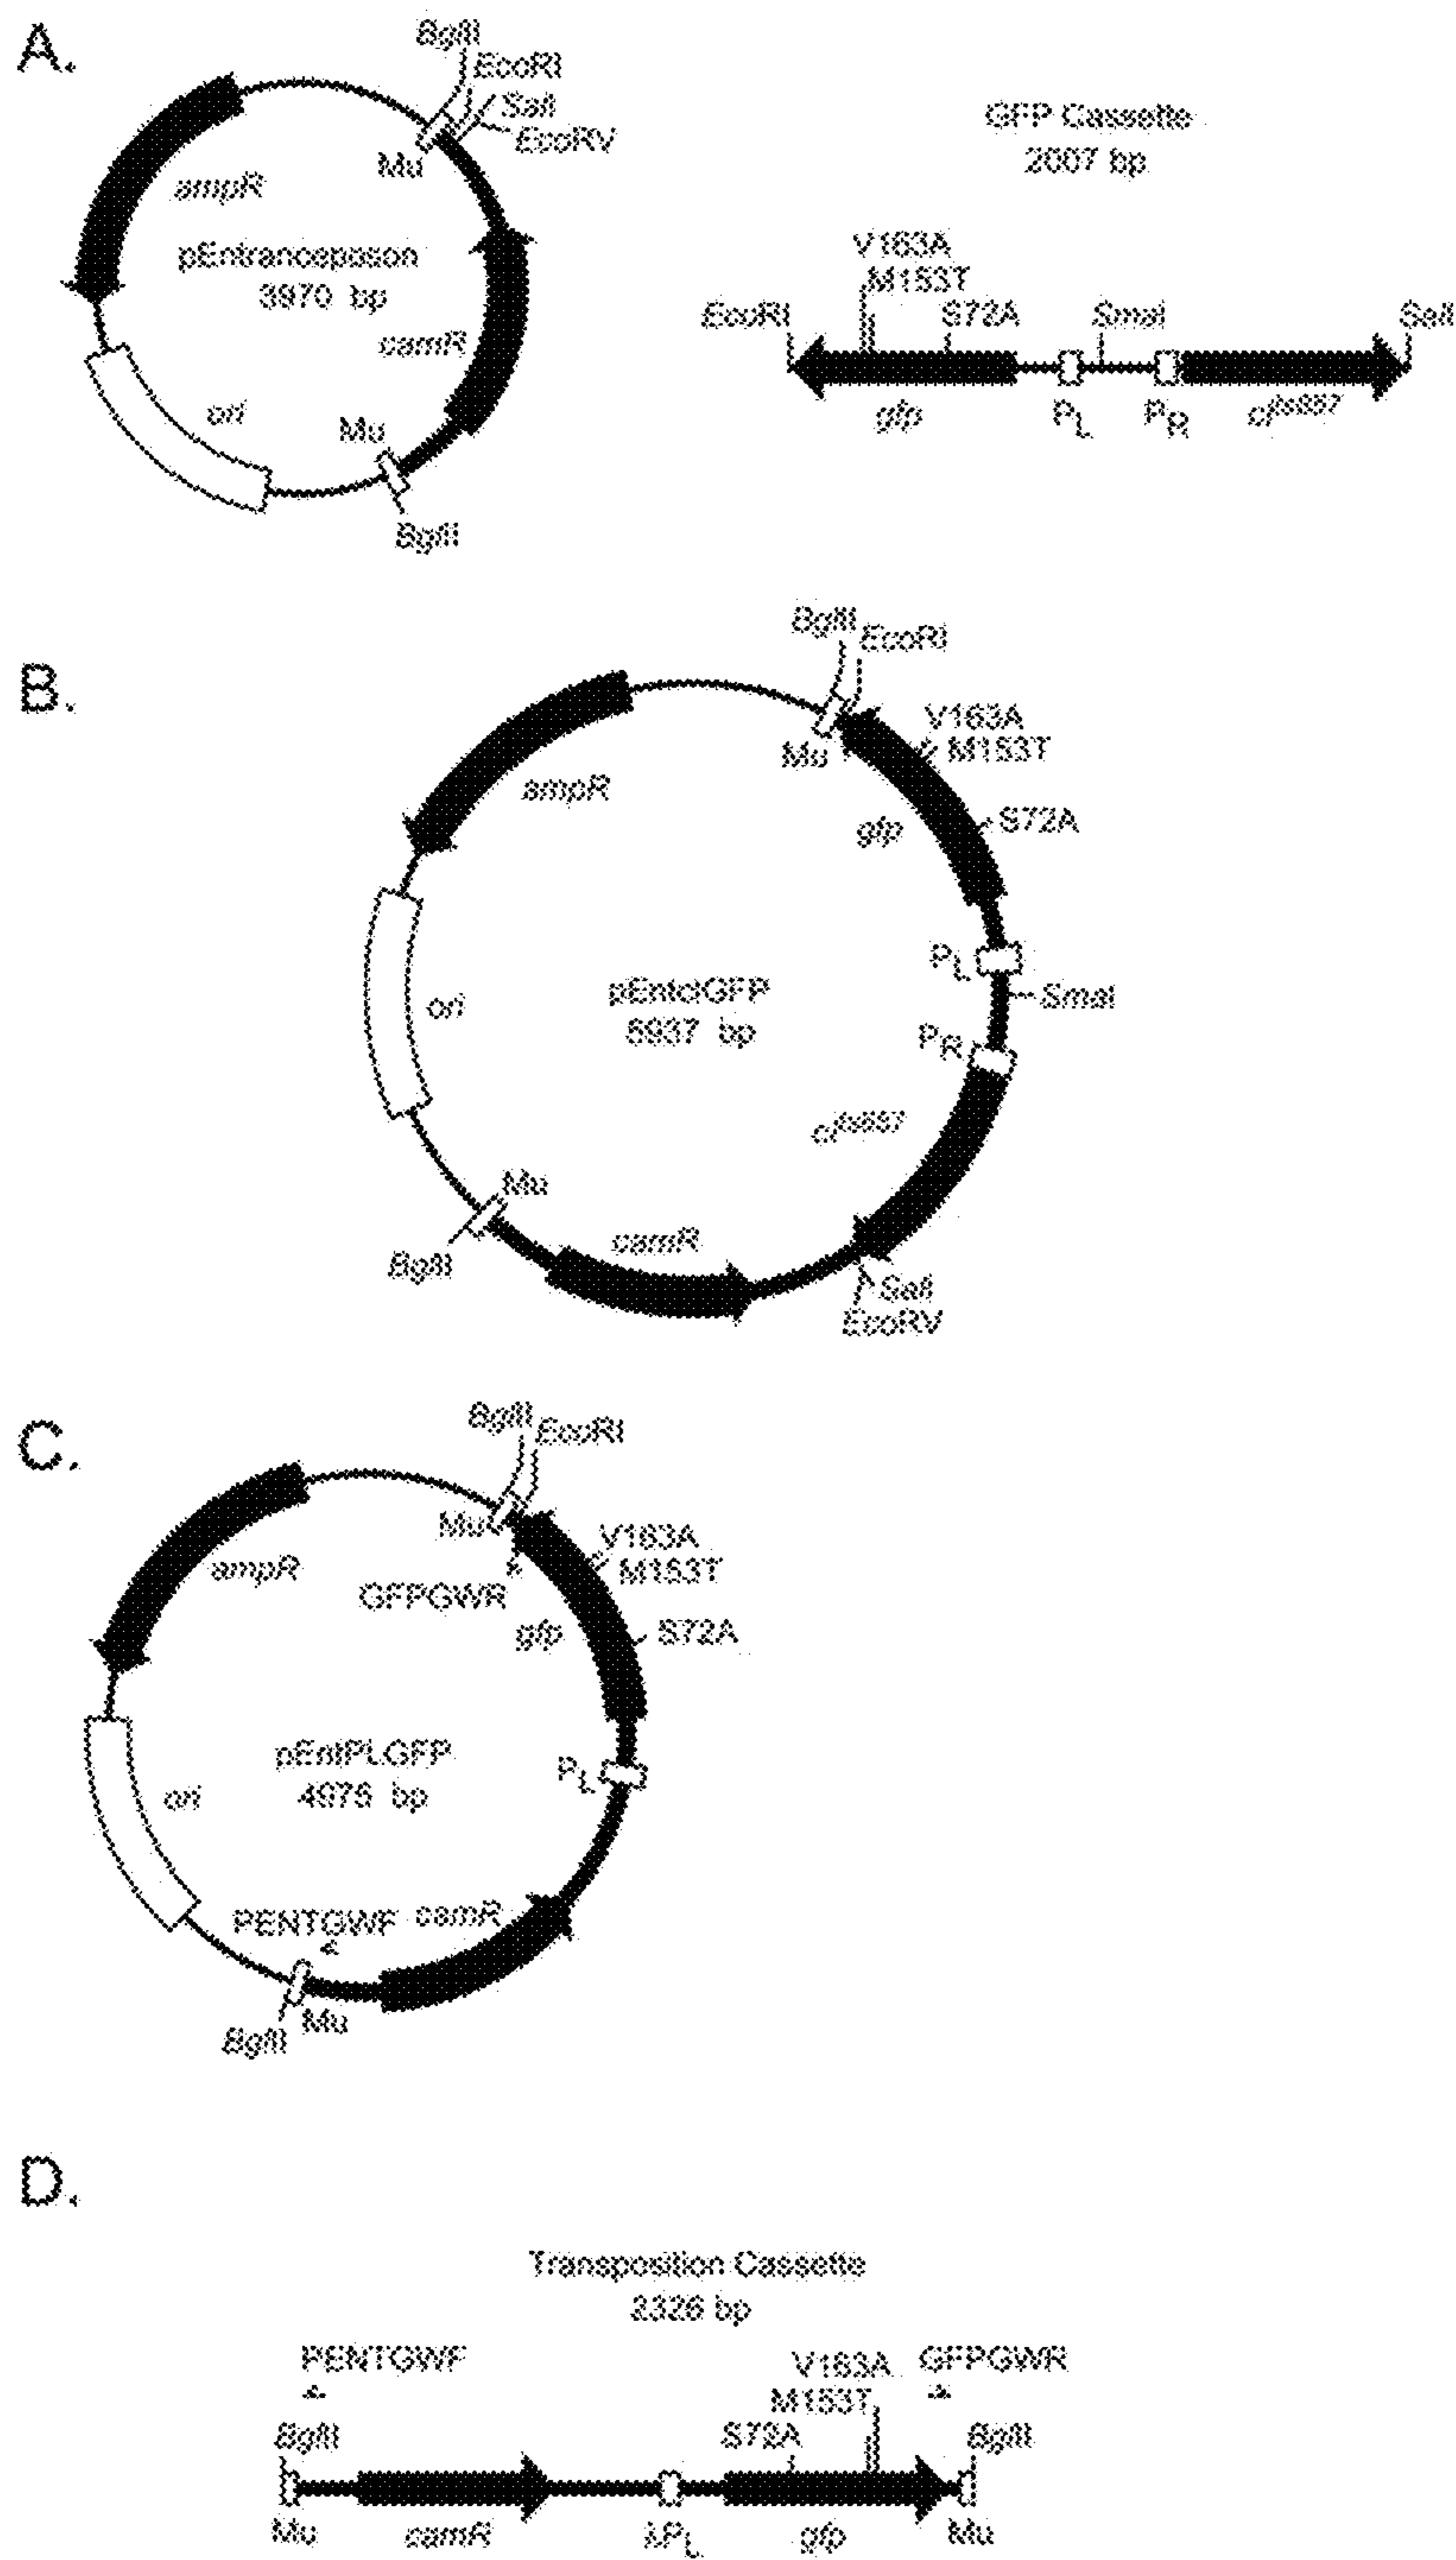 A.
BglII
EcoRI
SalI
EcoRV
Mu
ampR
pEntranceposon
3970 bp
camR
ori
Mu
BglII
GFP Cassette
2007 bp
V163A
M153T
EcoRI
S72A
SmaI
SalI
gfp
PL
PR
cIts857
B.
BglII
EcoRI
V163A
M153T
Mu
ampR
S72A
gfp
PL
SmaI
pEntcIGFP
5937 bp
ori
PR
cIts857
Mu
camR
BglII
SalI
EcoRV
C.
BglII
EcoRI
Mu
V163A
M153T
ampR
GFPGWR
gfp
S72A
pEntPLGFP
4975 bp
PL
ori
PENTGWF
camR
Mu
BglII
D.
Transposition Cassette
2326 bp
PENTGWF
V163A
GFPGWR
M153T
BglII
S72A
BglII
Mu
camR
λPL
gfp
Mu